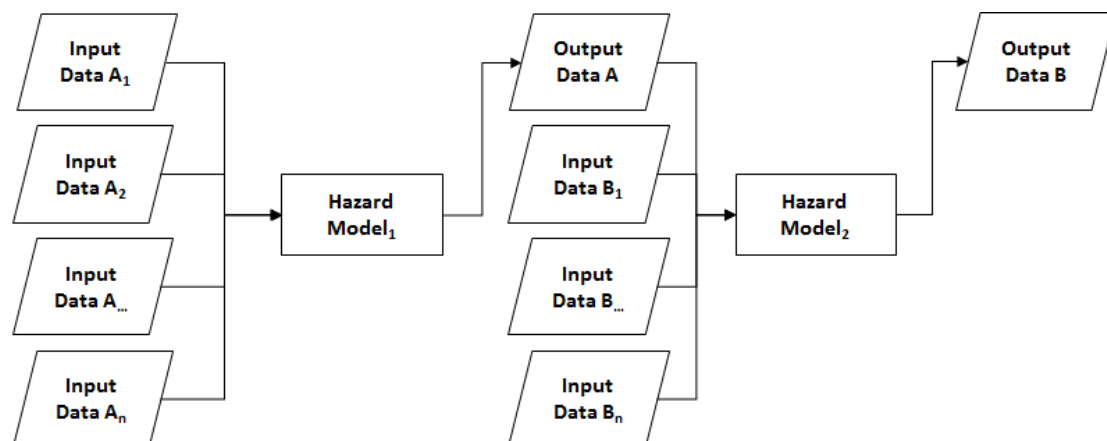 Input
Data A₁
Input
Data A₂
Input
Data A...
Input
Data Aₙ
Hazard
Model₁
Output
Data A
Input
Data B₁
Input
Data B...
Input
Data Bₙ
Hazard
Model₂
Output
Data B